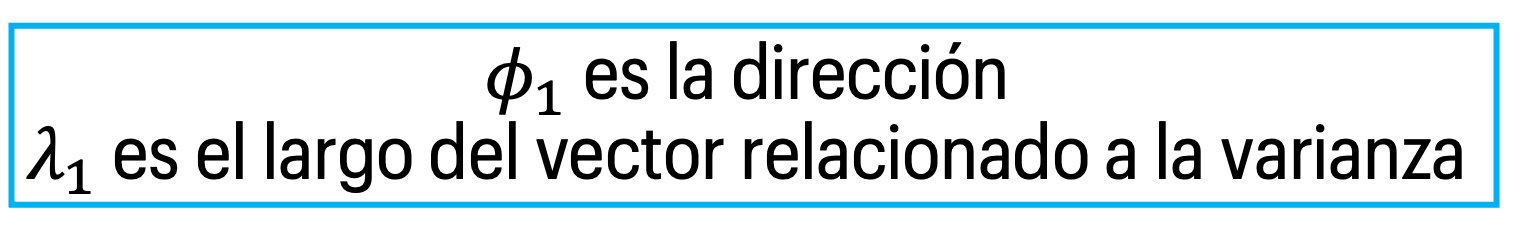 𝜙₁ es la dirección
𝜆₁ es el largo del vector relacionado a la varianza